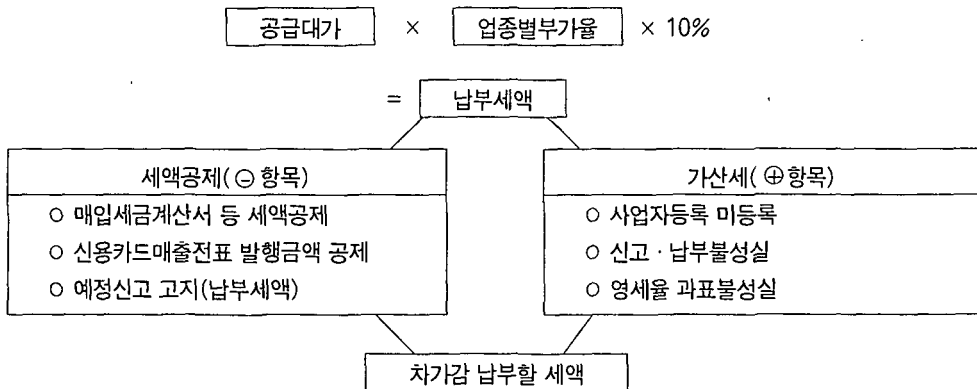 공급대가 × 업종별부가율 × 10%
= 납부세액
세액공제(⊖항목)
○ 매입세금계산서 등 세액공제
○ 신용카드매출전표 발행금액 공제
○ 예정신고 고지(납부세액)
가산세(⊕항목)
○ 사업자등록 미등록
○ 신고·납부불성실
○ 영세율 과표불성실
차가감 납부할 세액